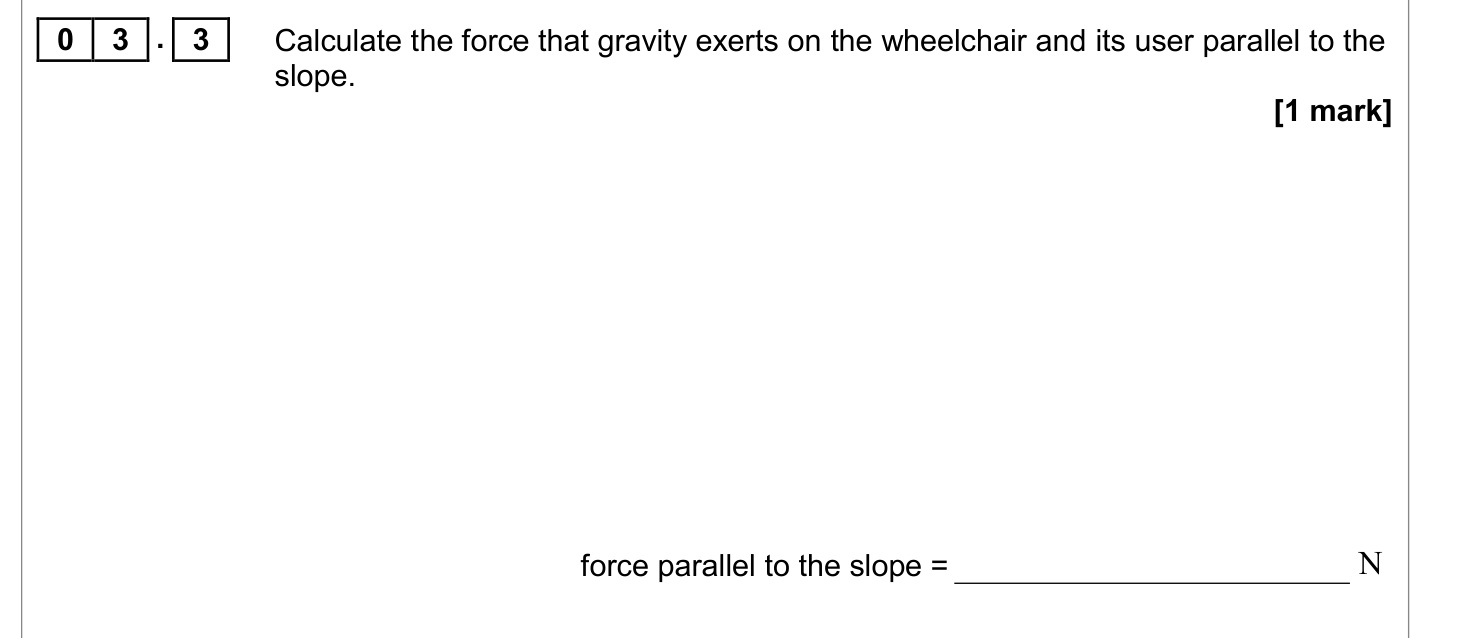 0 3 . 3 Calculate the force that gravity exerts on the wheelchair and its user parallel to the
slope.
[1 mark]
force parallel to the slope = N